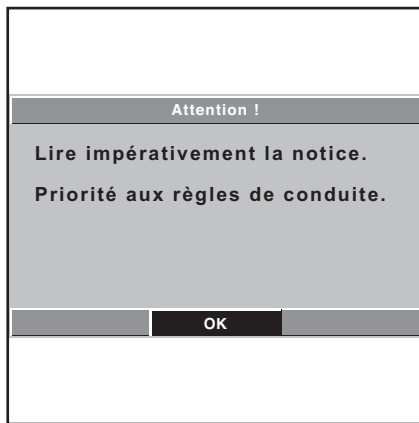 Attention !
Lire impérativement la notice.
Priorité aux règles de conduite.
OK